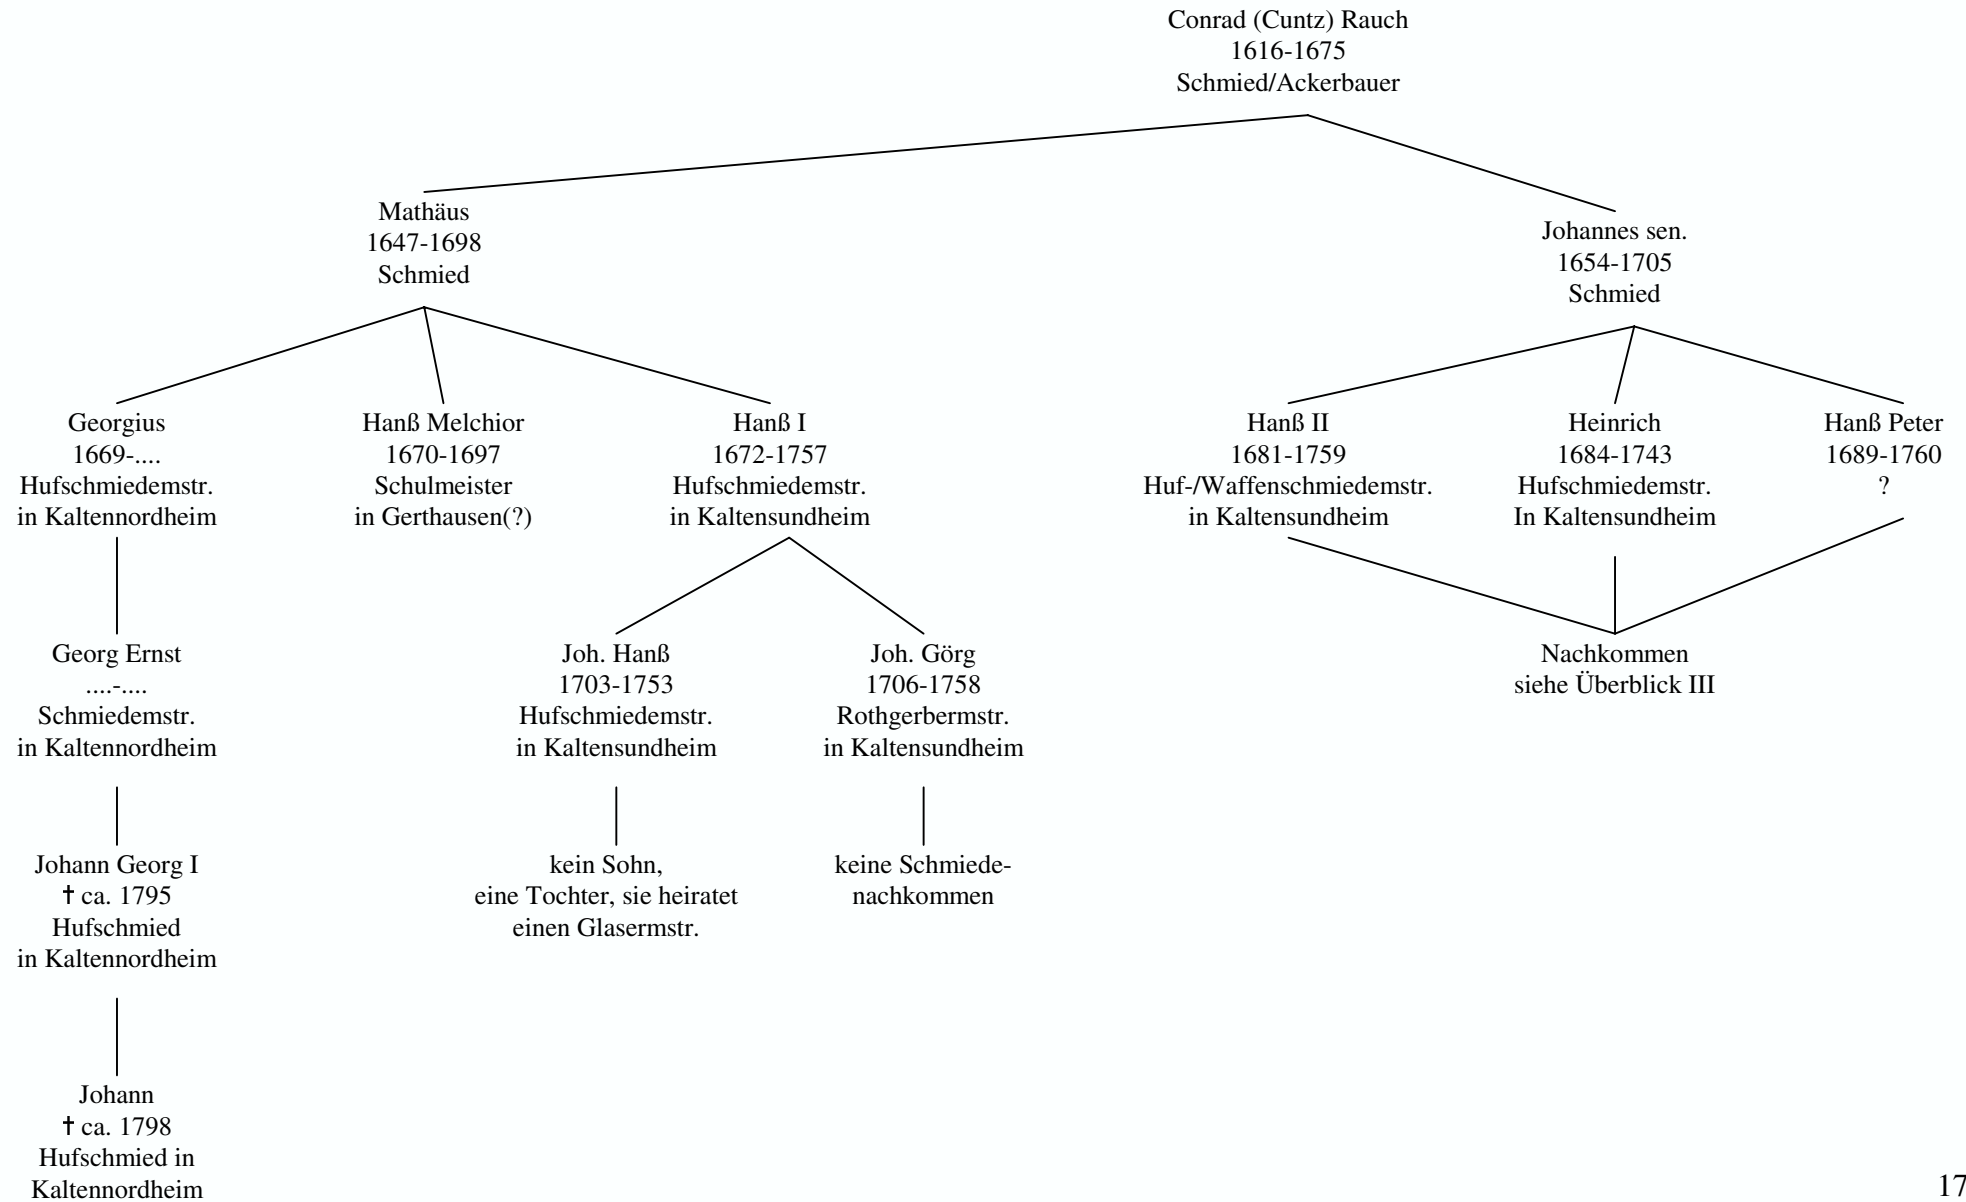 Conrad (Cuntz) Rauch
1616-1675
Schmied/Ackerbauer
Mathäus
1647-1698
Schmied
Johannes sen.
1654-1705
Schmied
Georgius
1669-....
Hufschmiedemstr.
in Kaltennordheim
Hanß Melchior
1670-1697
Schulmeister
in Gerthausen(?)
Hanß I
1672-1757
Hufschmiedemstr.
in Kaltensundheim
Hanß II
1681-1759
Huf-/Waffenschmiedemstr.
in Kaltensundheim
Heinrich
1684-1743
Hufschmiedemstr.
In Kaltensundheim
Hanß Peter
1689-1760
?
Georg Ernst
....-....
Schmiedemstr.
in Kaltennordheim
Joh. Hanß
1703-1753
Hufschmiedemstr.
in Kaltensundheim
Joh. Görg
1706-1758
Rothgerbermstr.
in Kaltensundheim
Nachkommen
siehe Überblick III
Johann Georg I
✝ ca. 1795
Hufschmied
in Kaltennordheim
kein Sohn,
eine Tochter, sie heiratet
einen Glasermstr.
keine Schmiede-
nachkommen
Johann
✝ ca. 1798
Hufschmied in
Kaltennordheim
17